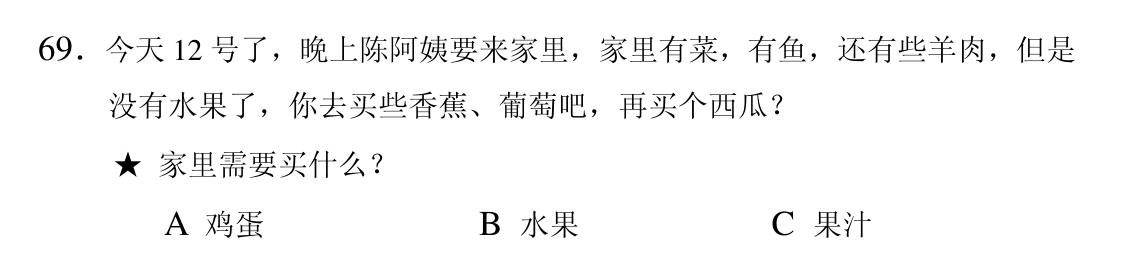 69．今天 12 号了，晚上陈阿姨要来家里，家里有菜，有鱼，还有些羊肉，但是
没有水果了，你去买些香蕉、葡萄吧，再买个西瓜？
★ 家里需要买什么？
A 鸡蛋 B 水果 C 果汁